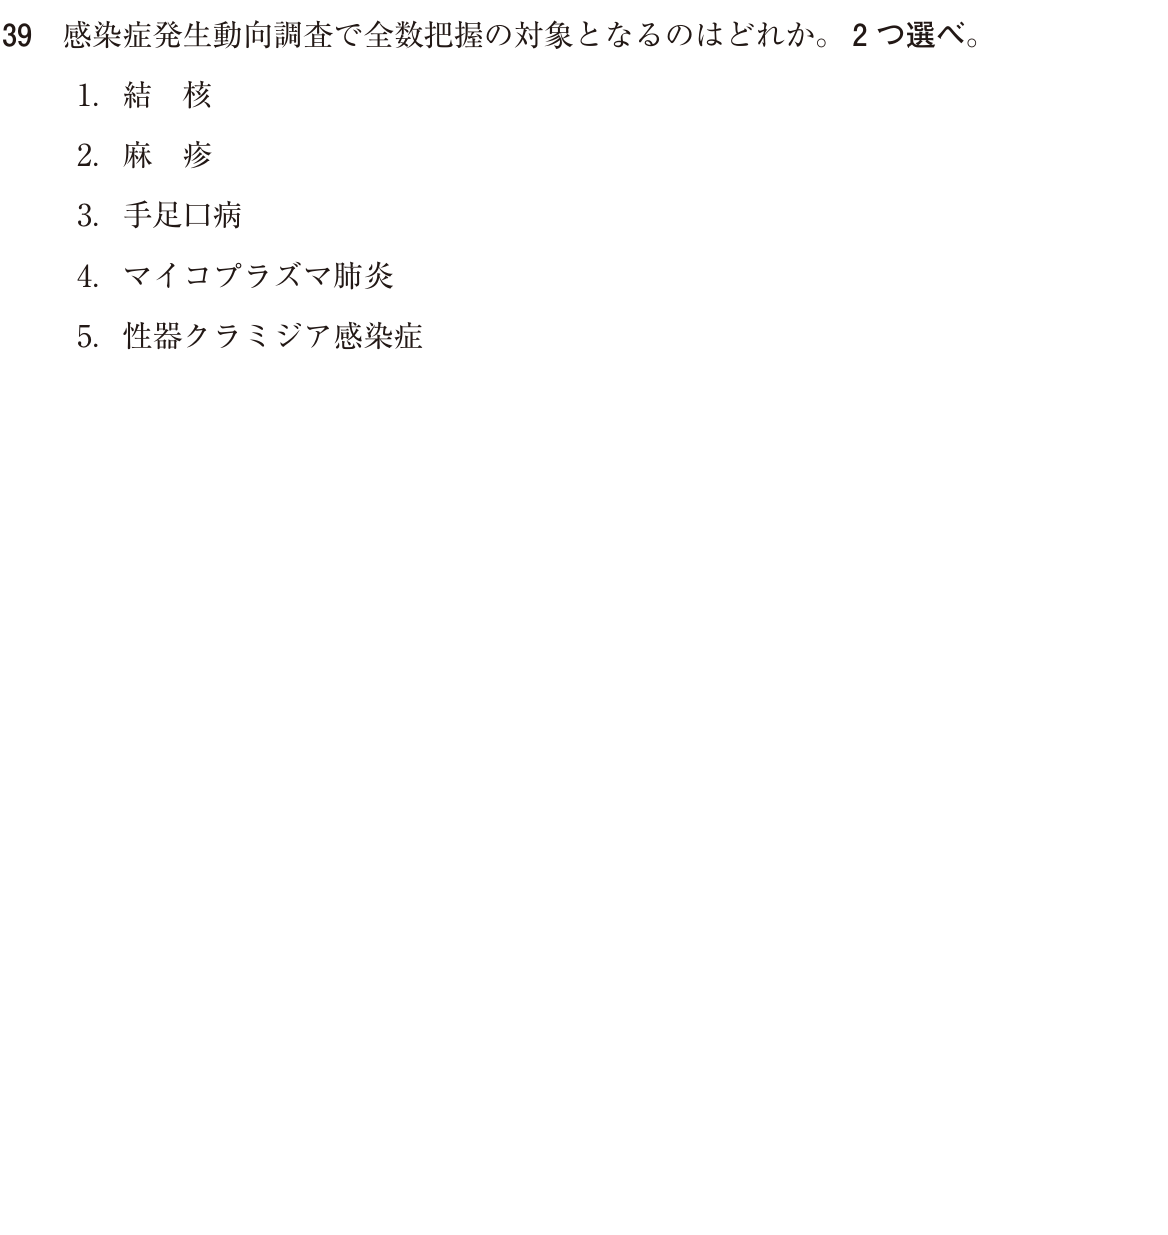 39　感染症発生動向調査で全数把握の対象となるのはどれか。2つ選べ。
1. 結　核
2. 麻　疹
3. 手足口病
4. マイコプラズマ肺炎
5. 性器クラミジア感染症